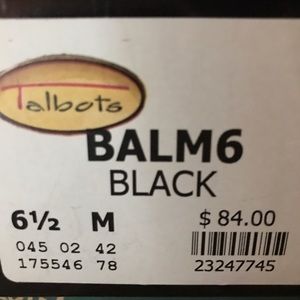 Talbots
BALM6
BLACK
6½ M $ 84.00
045 02 42
175546 78 23247745